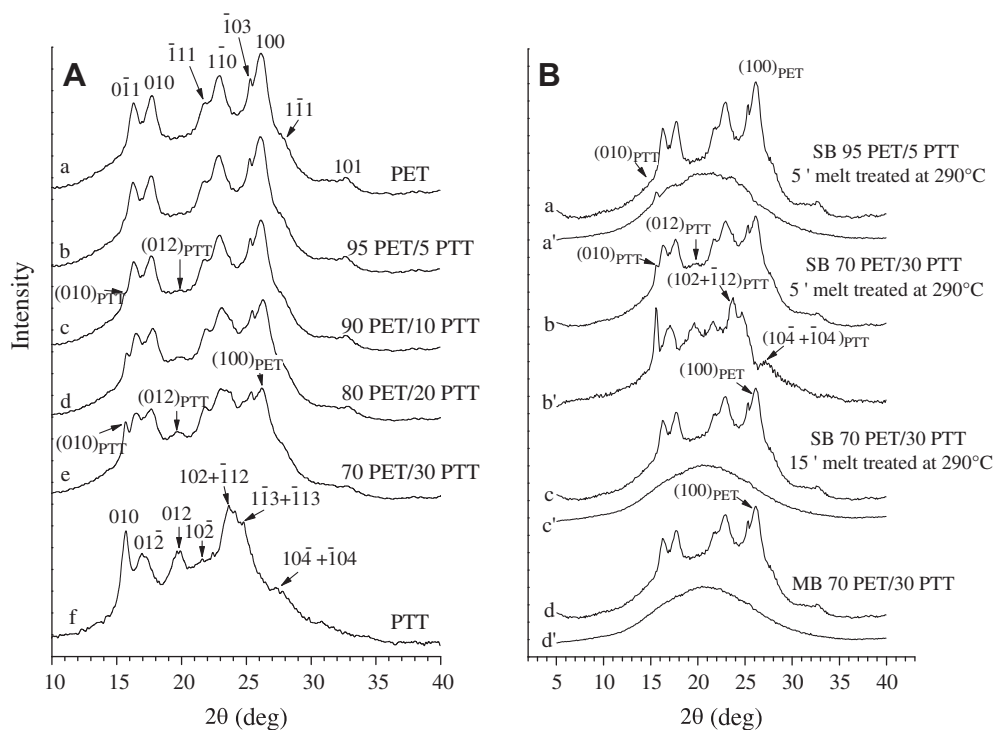 A
01̄1
010
1̄11
11̄0
1̄03
100
11̄1
101
a
PET
b
95 PET/5 PTT
(010)PTT
(012)PTT
c
90 PET/10 PTT
(100)PET
d
80 PET/20 PTT
(012)PTT
(010)PTT
e
70 PET/30 PTT
102+1̄12
11̄3+1̄13
010
012̄
012
102̄
104̄ +1̄04
f
PTT
Intensity
10 15 20 25 30 35 40
2θ (deg)
B
(100)PET
(010)PTT
SB 95 PET/5 PTT
5 ' melt treated at 290°C
a
a'
(012)PTT
(010)PTT
(102+1̄12)PTT
SB 70 PET/30 PTT
5 ' melt treated at 290°C
b
(104̄ +1̄04)PTT
b'
(100)PET
SB 70 PET/30 PTT
15 ' melt treated at 290°C
c
c'
(100)PET
MB 70 PET/30 PTT
d
d'
5 10 15 20 25 30 35 40
2θ (deg)